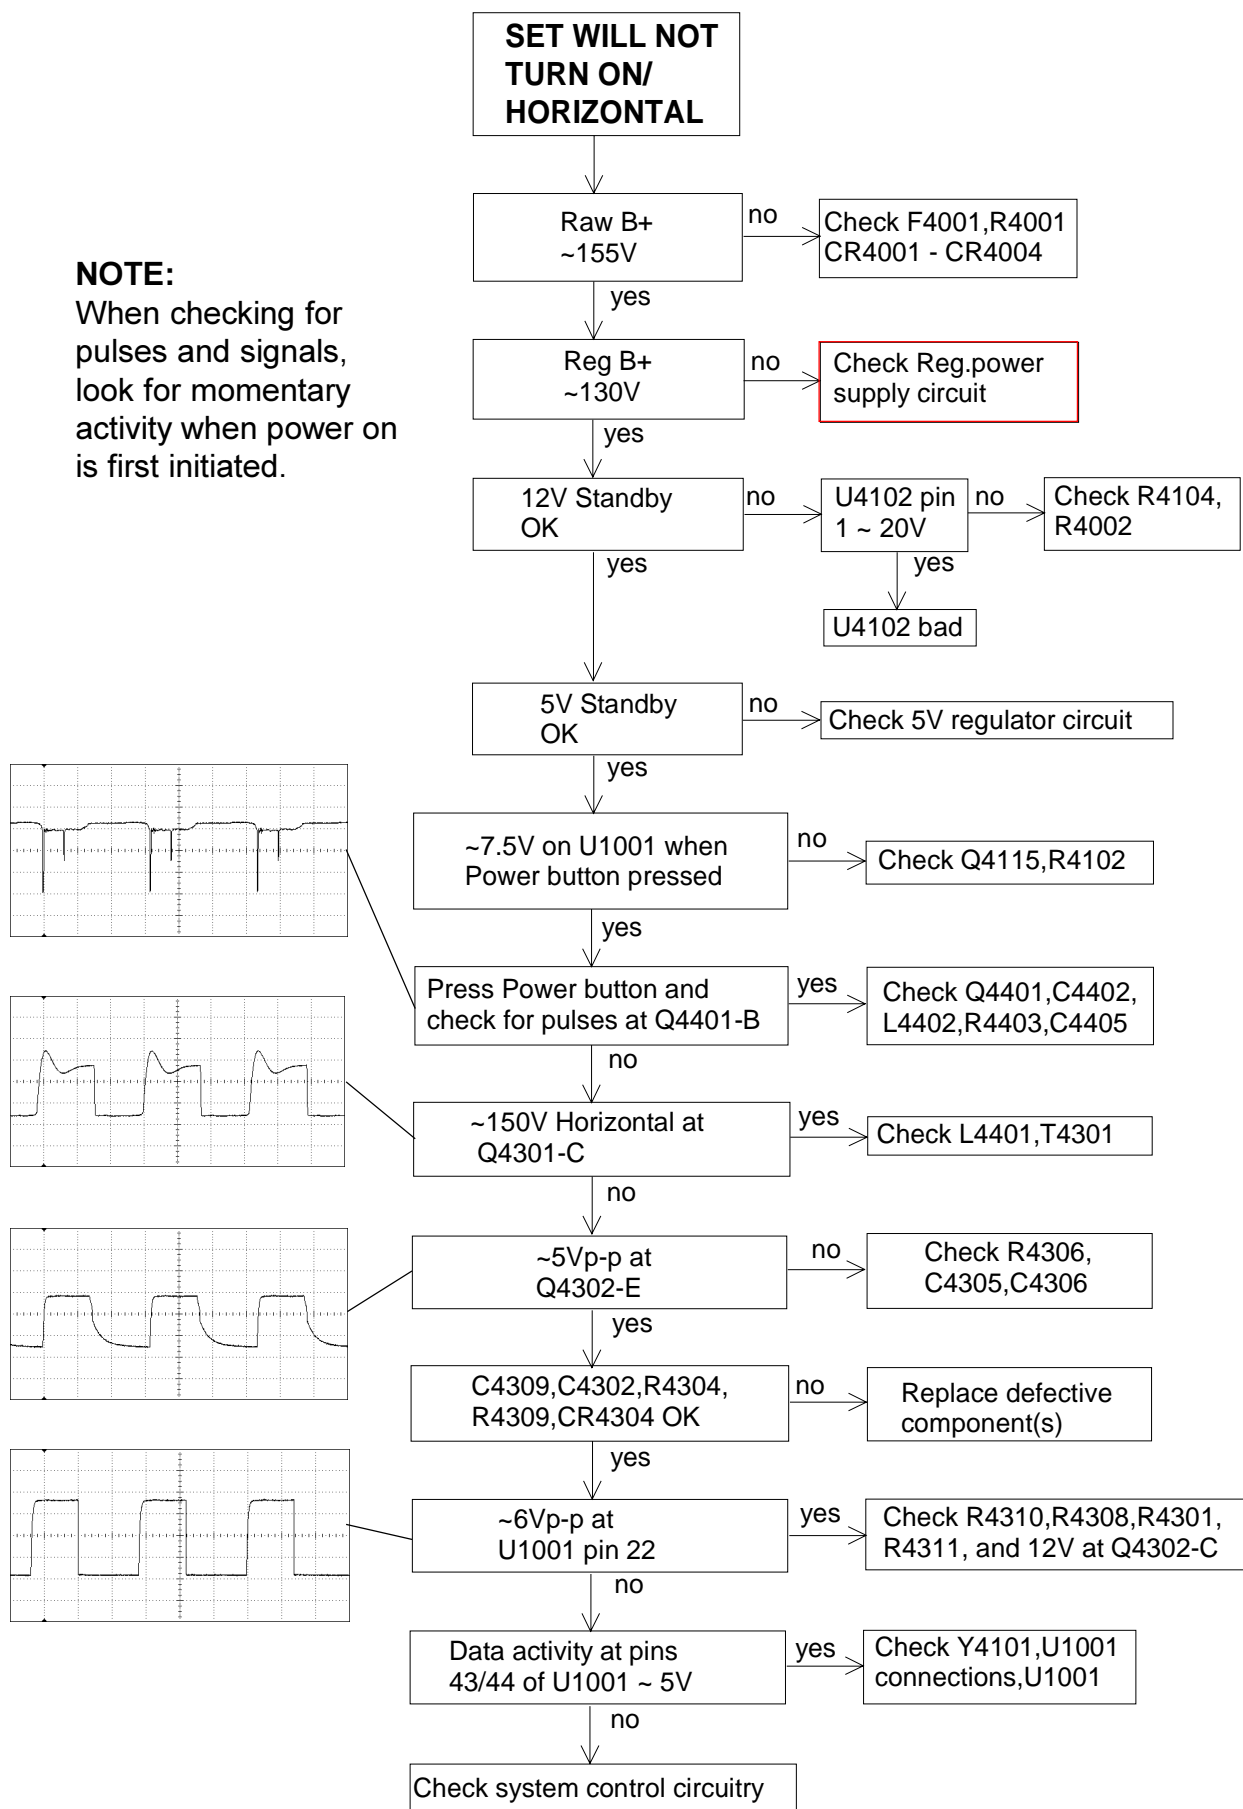 SET WILL NOT
TURN ON/
HORIZONTAL
Raw B+
~155V
no
Check F4001,R4001
CR4001 - CR4004
yes
NOTE:
When checking for
pulses and signals,
look for momentary
activity when power on
is first initiated.
Reg B+
~130V
no
Check Reg.power
supply circuit
yes
12V Standby
OK
no
U4102 pin
1 ~ 20V
no
Check R4104,
R4002
yes
yes
U4102 bad
5V Standby
OK
no
Check 5V regulator circuit
yes
~7.5V on U1001 when
Power button pressed
no
Check Q4115,R4102
yes
Press Power button and
check for pulses at Q4401-B
yes
Check Q4401,C4402,
L4402,R4403,C4405
no
~150V Horizontal at
Q4301-C
yes
Check L4401,T4301
no
~5Vp-p at
Q4302-E
no
Check R4306,
C4305,C4306
yes
C4309,C4302,R4304,
R4309,CR4304 OK
no
Replace defective
component(s)
yes
~6Vp-p at
U1001 pin 22
yes
Check R4310,R4308,R4301,
R4311, and 12V at Q4302-C
no
Data activity at pins
43/44 of U1001 ~ 5V
yes
Check Y4101,U1001
connections,U1001
no
Check system control circuitry